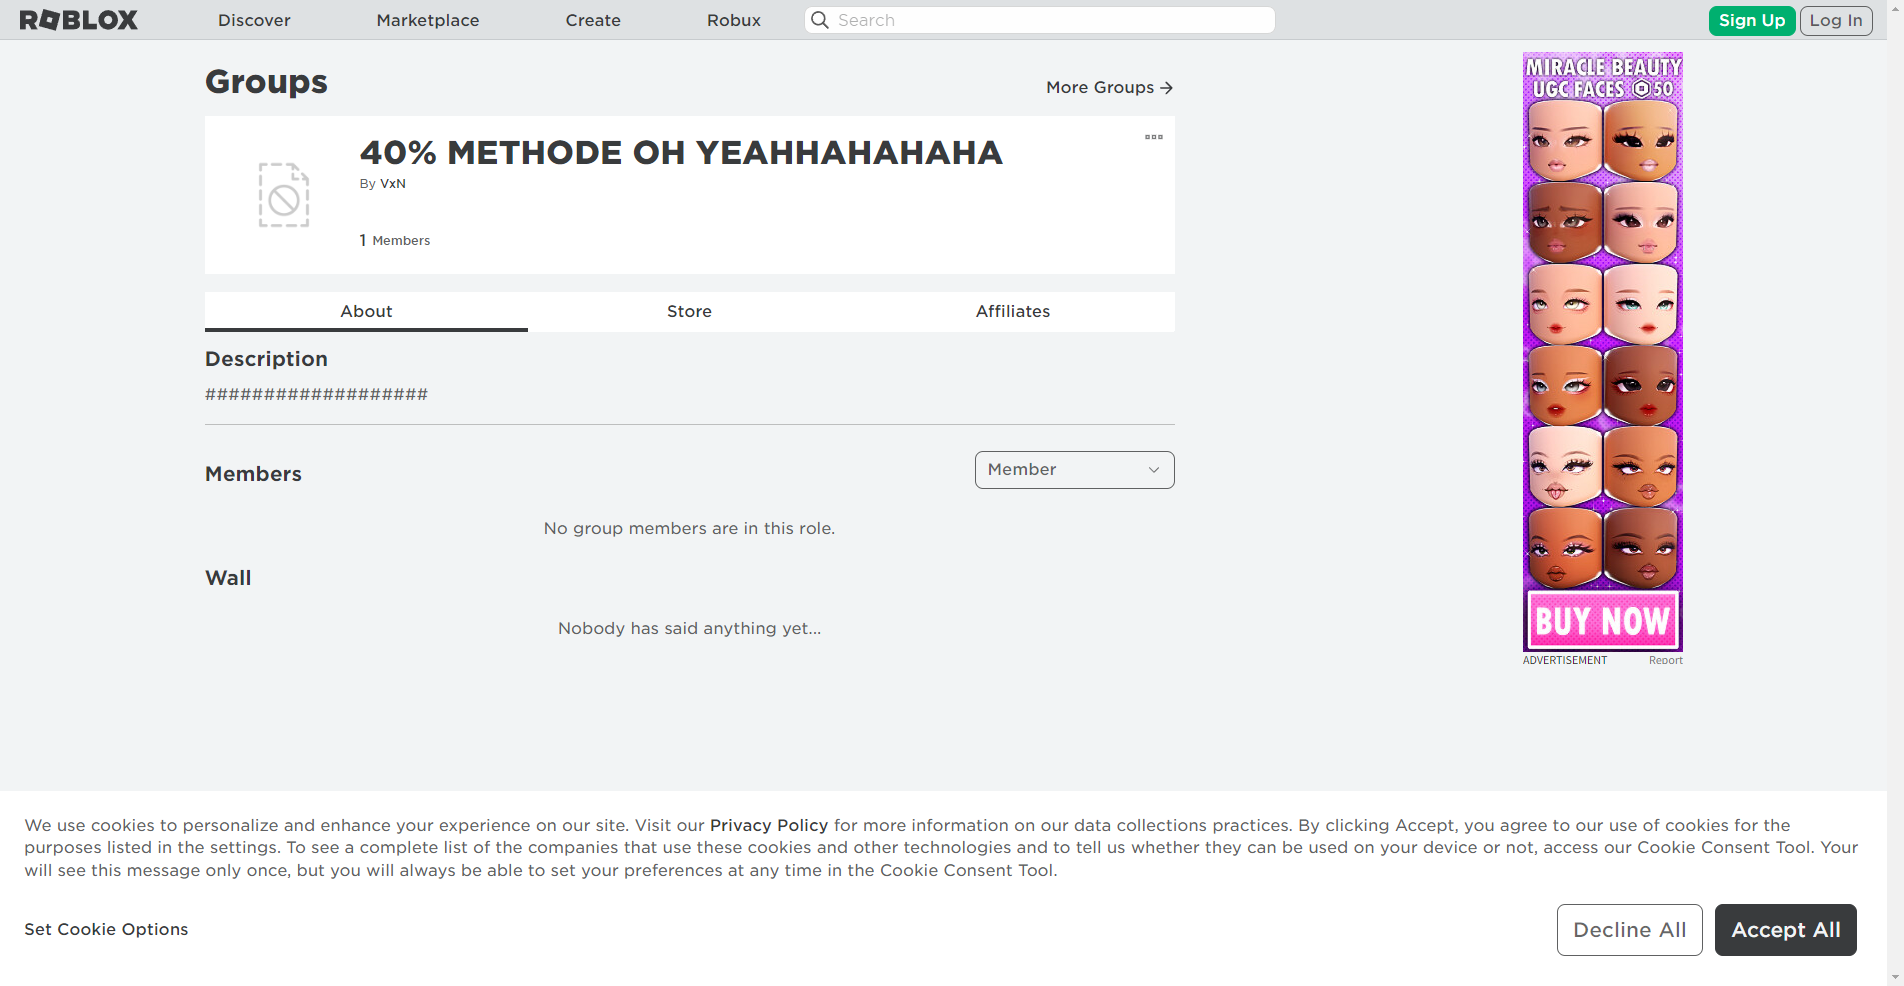 ROBLOX
Discover
Marketplace
Create
Robux
Search
Sign Up
Log In
Groups
More Groups
40% METHODE OH YEAHHAHAHAHA
By VxN
1 Members
About
Store
Affiliates
Description
###################
Members
Member
No group members are in this role.
Wall
Nobody has said anything yet...
MIRACLE BEAUTY
UGC FACES 50
BUY NOW
ADVERTISEMENT
Report
We use cookies to personalize and enhance your experience on our site. Visit our Privacy Policy for more information on our data collections practices. By clicking Accept, you agree to our use of cookies for the
purposes listed in the settings. To see a complete list of the companies that use these cookies and other technologies and to tell us whether they can be used on your device or not, access our Cookie Consent Tool. Your
will see this message only once, but you will always be able to set your preferences at any time in the Cookie Consent Tool.
Set Cookie Options
Decline All
Accept All